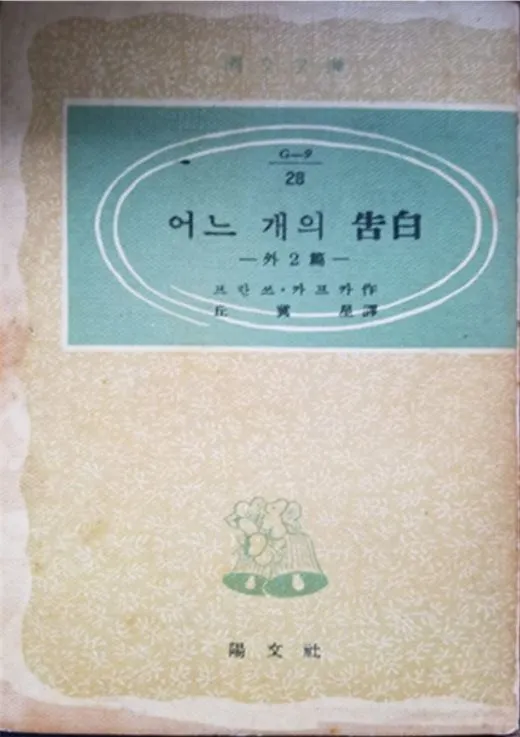 G—9
28
어느 개의 告白
—外2篇—
프란쯔·카프카作
丘冀星譯
陽文社